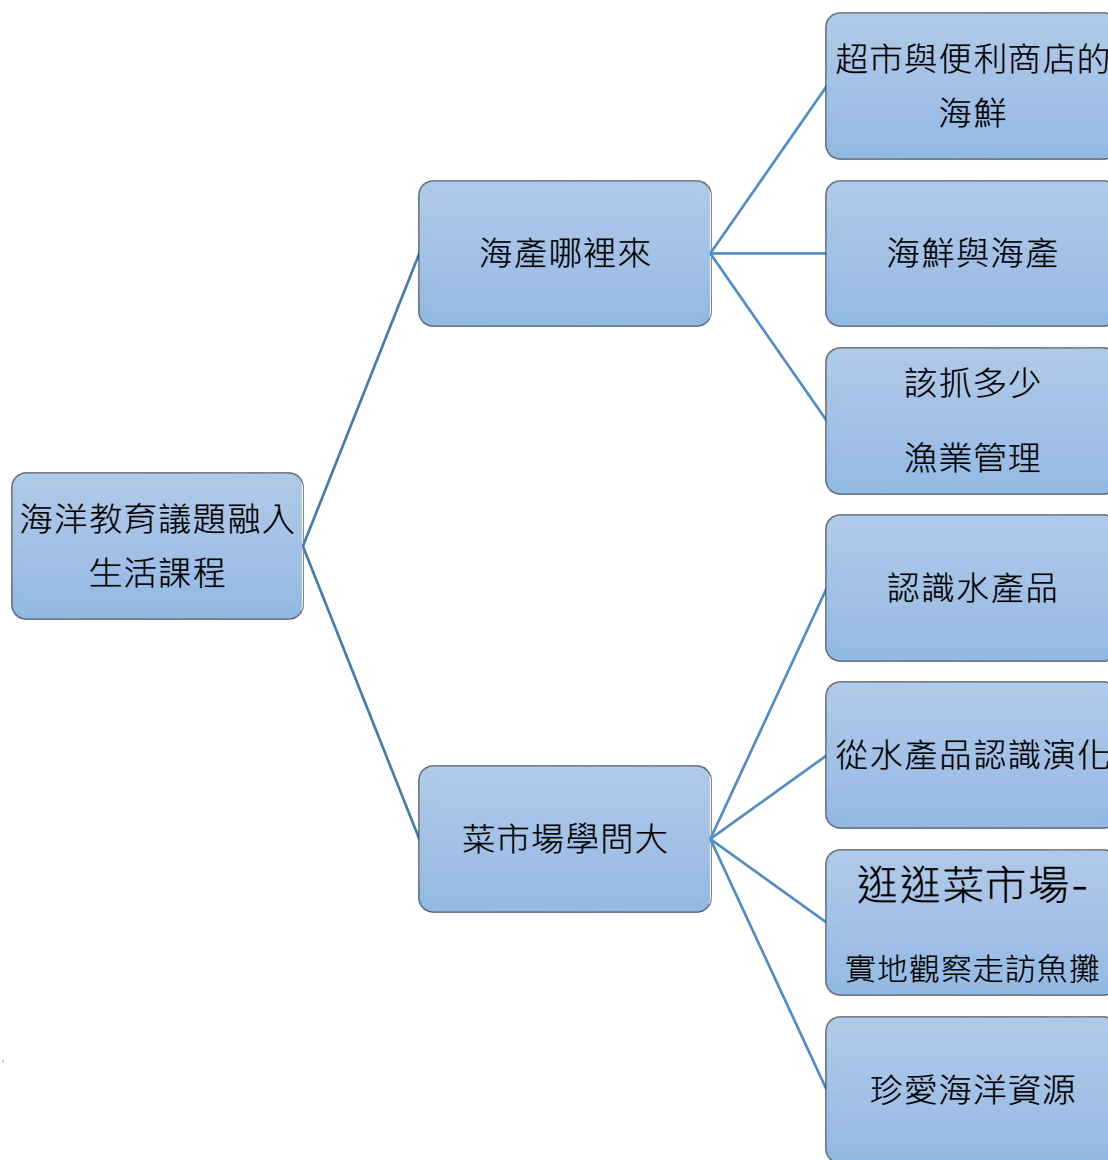 超市與便利商店的
海鮮
海產哪裡來
海鮮與海產
該抓多少
漁業管理
海洋教育議題融入
生活課程
認識水產品
從水產品認識演化
菜市場學問大
逛逛菜市場-
實地觀察走訪魚攤
珍愛海洋資源